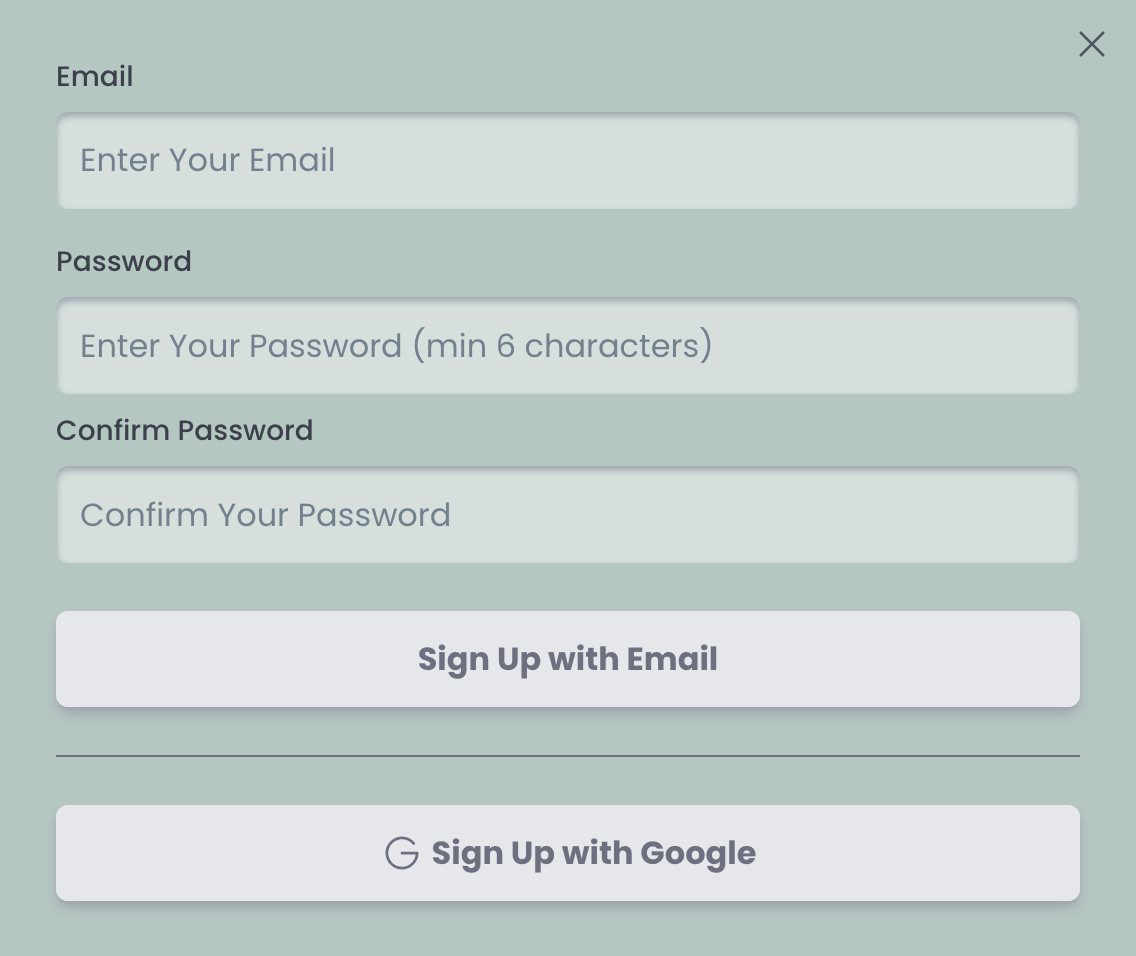 Email
Enter Your Email
Password
Enter Your Password (min 6 characters)
Confirm Password
Confirm Your Password
Sign Up with Email
Sign Up with Google